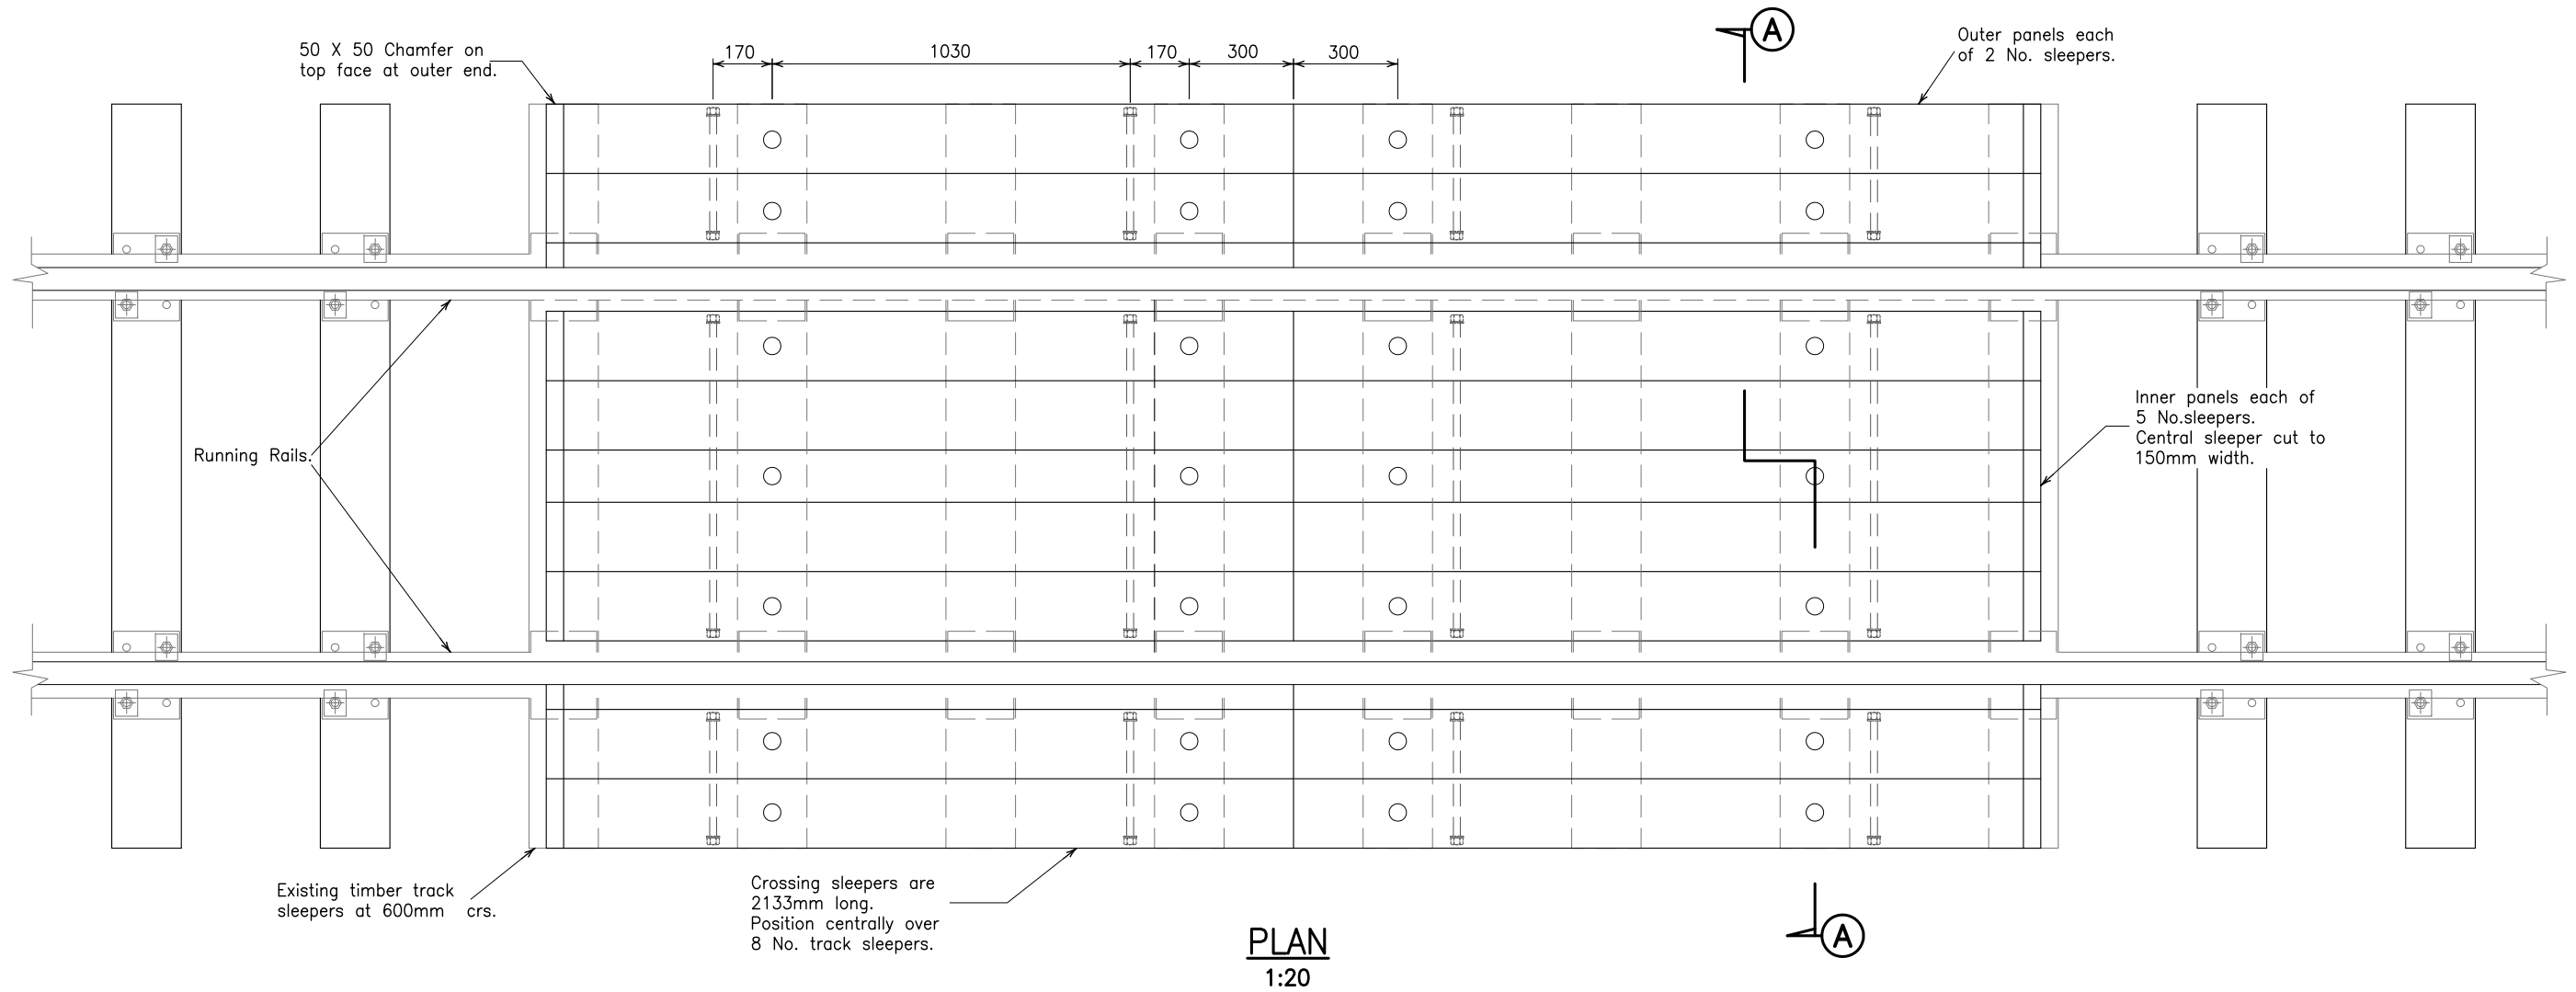 50 X 50 Chamfer on
top face at outer end.
170
1030
170
300
300
A
Outer panels each
of 2 No. sleepers.
Running Rails.
Inner panels each of
5 No.sleepers.
Central sleeper cut to
150mm width.
Existing timber track
sleepers at 600mm crs.
Crossing sleepers are
2133mm long.
Position centrally over
8 No. track sleepers.
A
PLAN
1:20